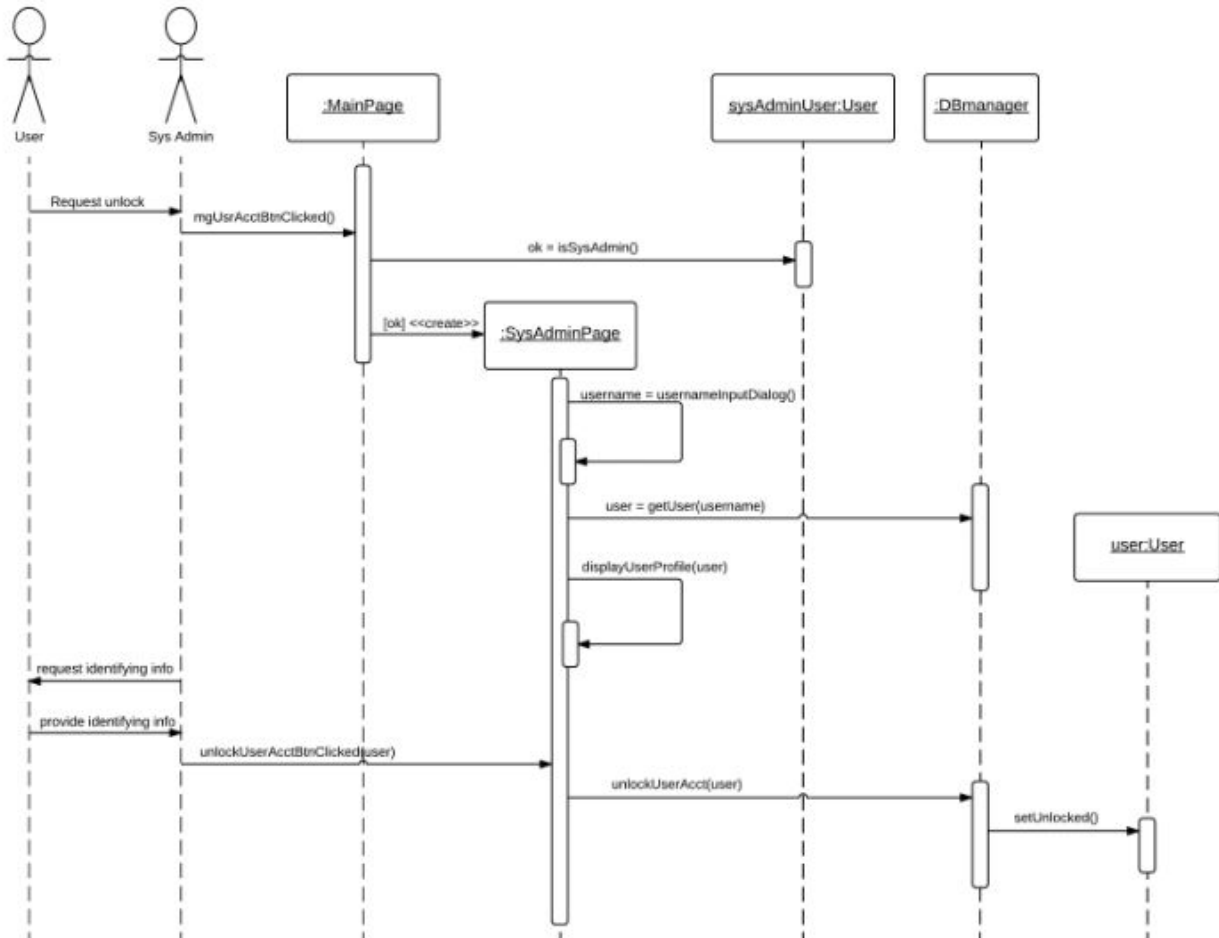 User
Sys Admin
:MainPage
sysAdminUser:User
:DBmanager
Request unlock
mgUsrAcctBtnClicked()
ok = isSysAdmin()
[ok] <<create>>
:SysAdminPage
username = usernameInputDialog()
user = getUser(username)
user:User
displayUserProfile(user)
request identifying info
provide identifying info
unlockUserAcctBtnClicked(user)
unlockUserAcct(user)
setUnlocked()